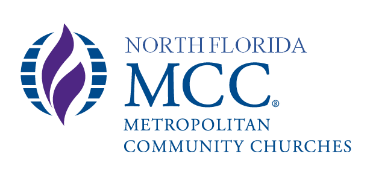 NORTH FLORIDA
MCC®
METROPOLITAN
COMMUNITY CHURCHES